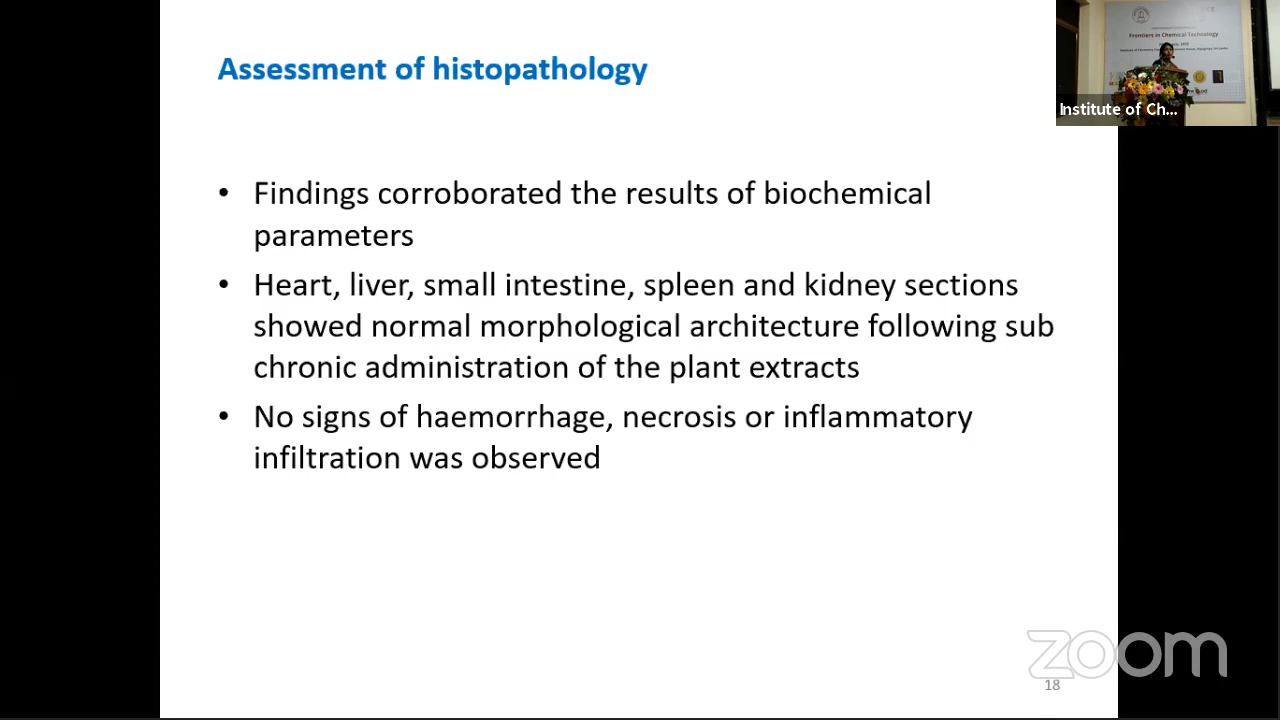 Assessment of histopathology
• Findings corroborated the results of biochemical
parameters
• Heart, liver, small intestine, spleen and kidney sections
showed normal morphological architecture following sub
chronic administration of the plant extracts
• No signs of haemorrhage, necrosis or inflammatory
infiltration was observed
18
zoom
Frontiers in Chemical Technology
Institute of Ch...